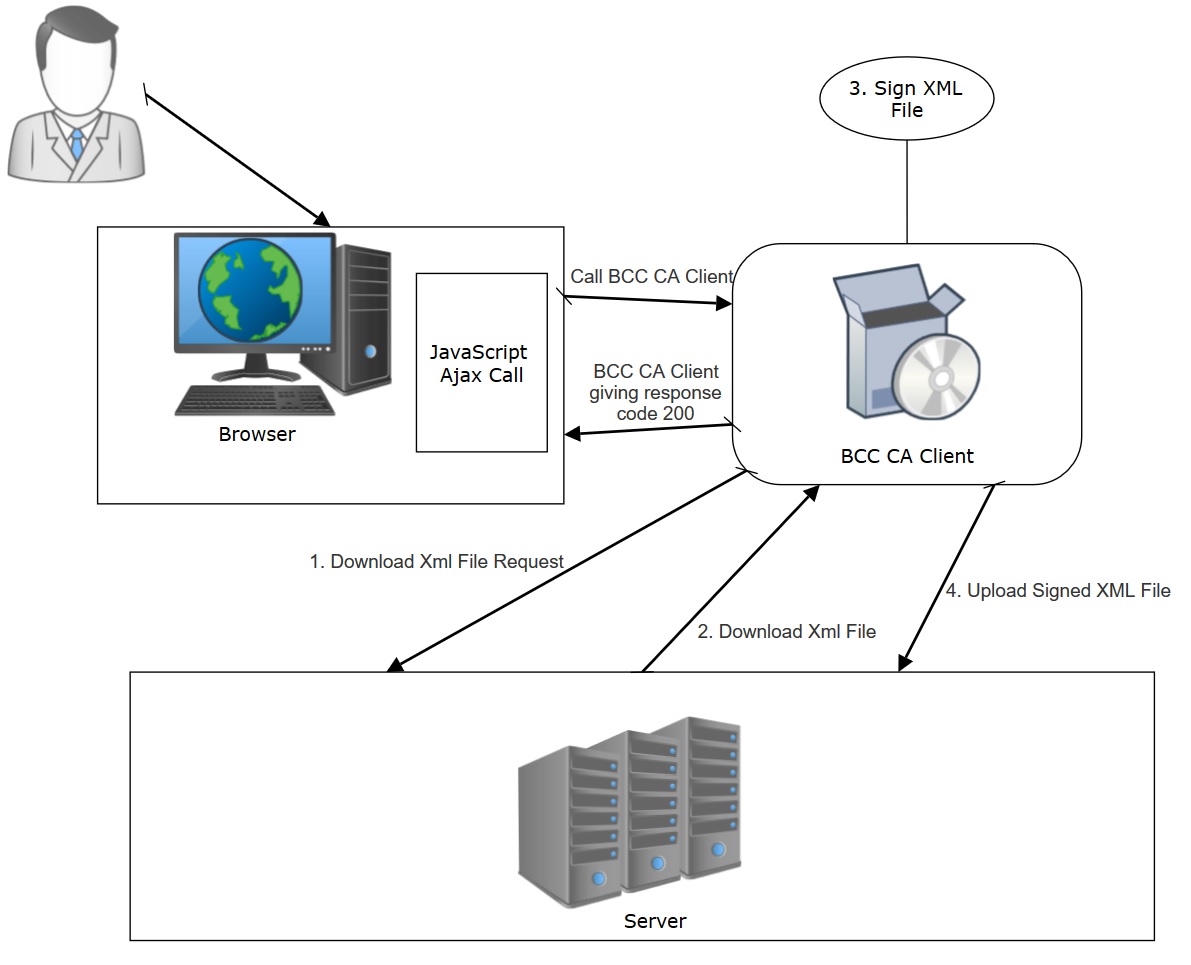 3. Sign XML
File
Call BCC CA Client
JavaScript
Ajax Call
BCC CA Client
giving response
code 200
Browser
BCC CA Client
1. Download Xml File Request
4. Upload Signed XML File
2. Download Xml File
Server